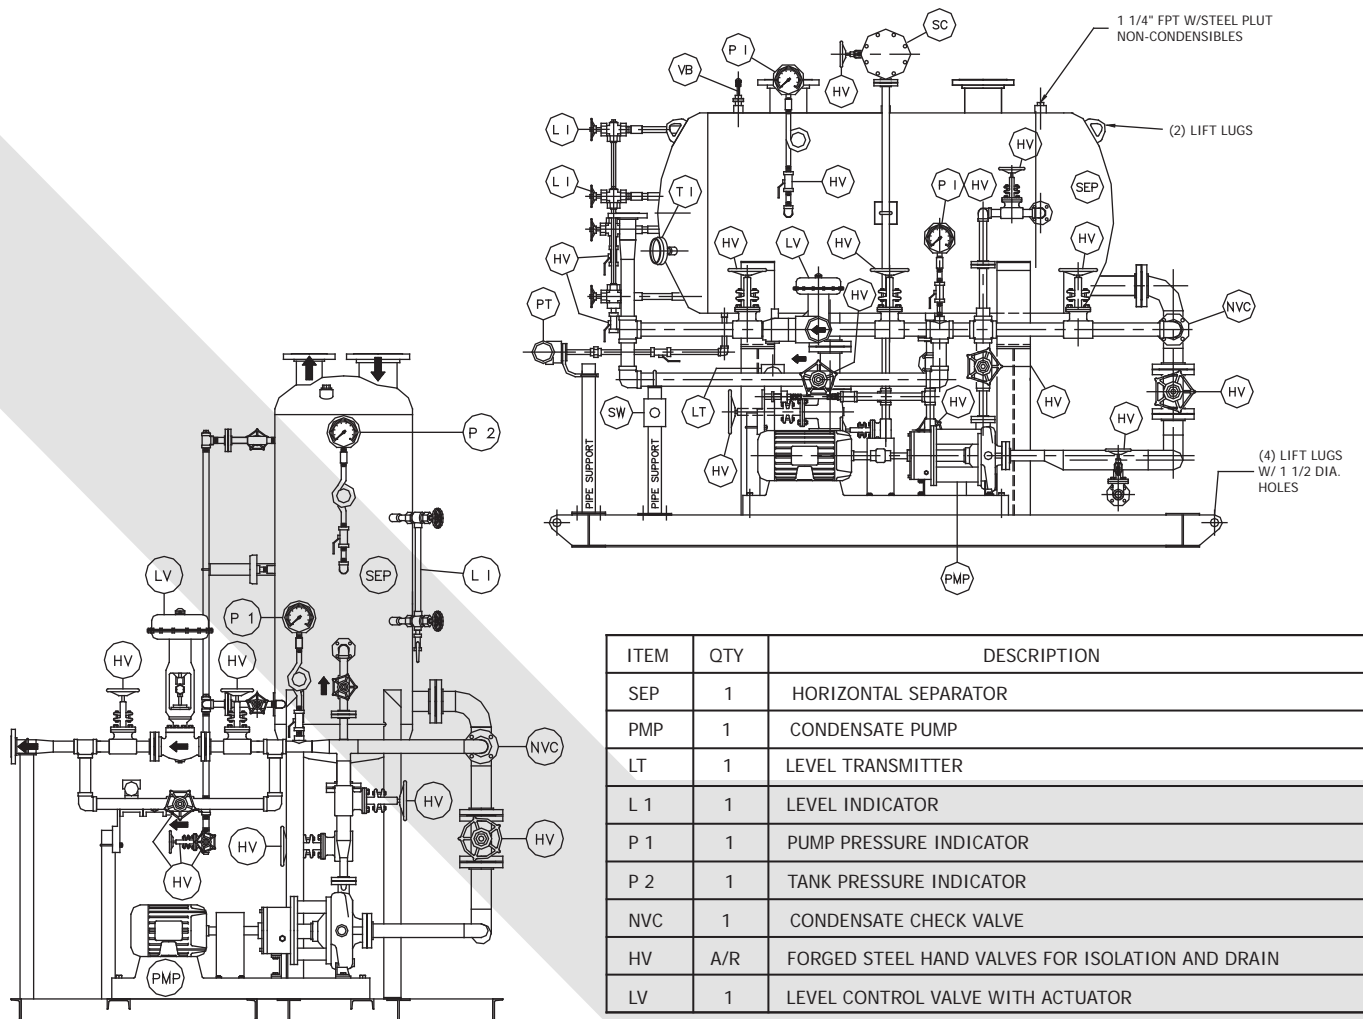 SC
1 1/4" FPT W/STEEL PLUT
NON-CONDENSIBLES
P I
VB
HV
L I
(2) LIFT LUGS
HV
L I
T I
HV
P I
HV
SEP
HV
HV
LV
HV
HV
HV
PT
NVC
SW
LT
HV
HV
HV
HV
HV
PIPE SUPPORT
PIPE SUPPORT
(4) LIFT LUGS
W/ 1 1/2 DIA.
HOLES
PMP
P 2
SEP
L I
LV
P 1
HV
HV
NVC
HV
HV
HV
HV
PMP
ITEM QTY DESCRIPTION
SEP 1 HORIZONTAL SEPARATOR
PMP 1 CONDENSATE PUMP
LT 1 LEVEL TRANSMITTER
L 1 1 LEVEL INDICATOR
P 1 1 PUMP PRESSURE INDICATOR
P 2 1 TANK PRESSURE INDICATOR
NVC 1 CONDENSATE CHECK VALVE
HV A/R FORGED STEEL HAND VALVES FOR ISOLATION AND DRAIN
LV 1 LEVEL CONTROL VALVE WITH ACTUATOR